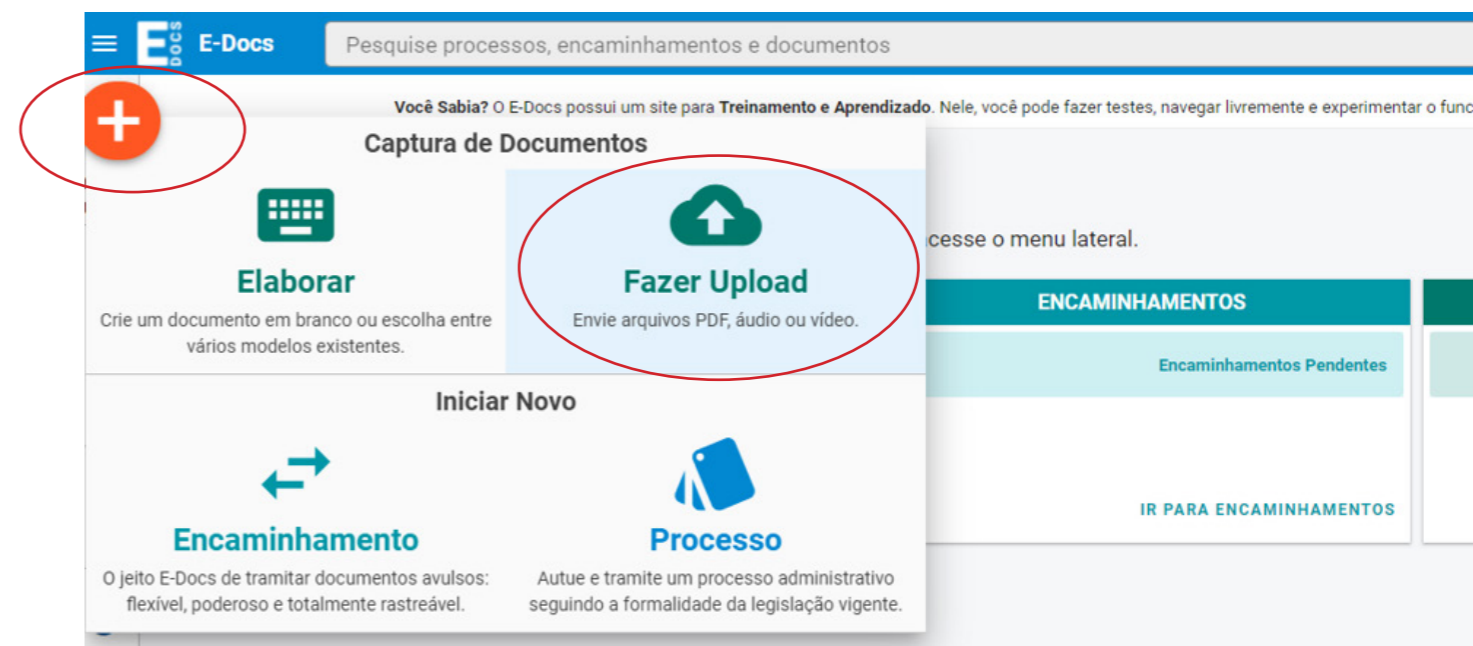 E DOCS E-Docs Pesquise processos, encaminhamentos e documentos
Você Sabia? O E-Docs possui um site para Treinamento e Aprendizado. Nele, você pode fazer testes, navegar livremente e experimentar o func
Captura de Documentos
Elaborar
Crie um documento em branco ou escolha entre
vários modelos existentes.
Fazer Upload
Envie arquivos PDF, áudio ou vídeo.
Iniciar Novo
Encaminhamento
O jeito E-Docs de tramitar documentos avulsos:
flexível, poderoso e totalmente rastreável.
Processo
Autue e tramite um processo administrativo
seguindo a formalidade da legislação vigente.
cesse o menu lateral.
ENCAMINHAMENTOS
Encaminhamentos Pendentes
IR PARA ENCAMINHAMENTOS